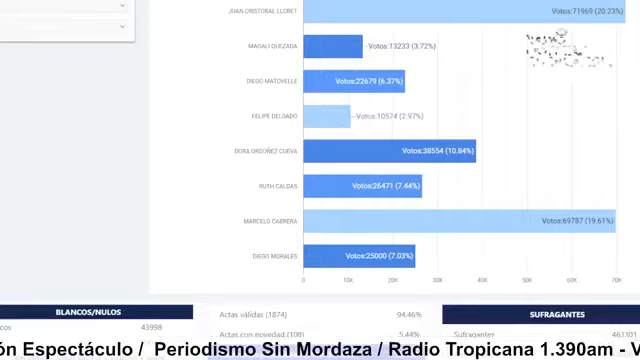 JUAN CRISTOBAL LLORET Votos:71969 (20.23%)
MAGALI QUEZADA Votos:13233 (3.72%)
DIEGO MATOVELLE Votos:22679 (6.37%)
FELIPE DELGADO Votos:10574 (2.97%)
DORA ORDOÑEZ CUEVA Votos:38554 (10.84%)
RUTH CALDAS Votos:26471 (7.44%)
MARCELO CABRERA Votos:69787 (19.61%)
DIEGO MORALES Votos:25000 (7.03%)
0 10K 20K 30K 40K 50K 60K 70K
BLANCOS/NULOS
cos 43998
Actas válidas (1874) 94.46%
Actas con novedad (108) 5.44%
SUFRAGANTES
Sufragantes 461301
ón Espectáculo / Periodismo Sin Mordaza / Radio Tropicana 1.390am - V